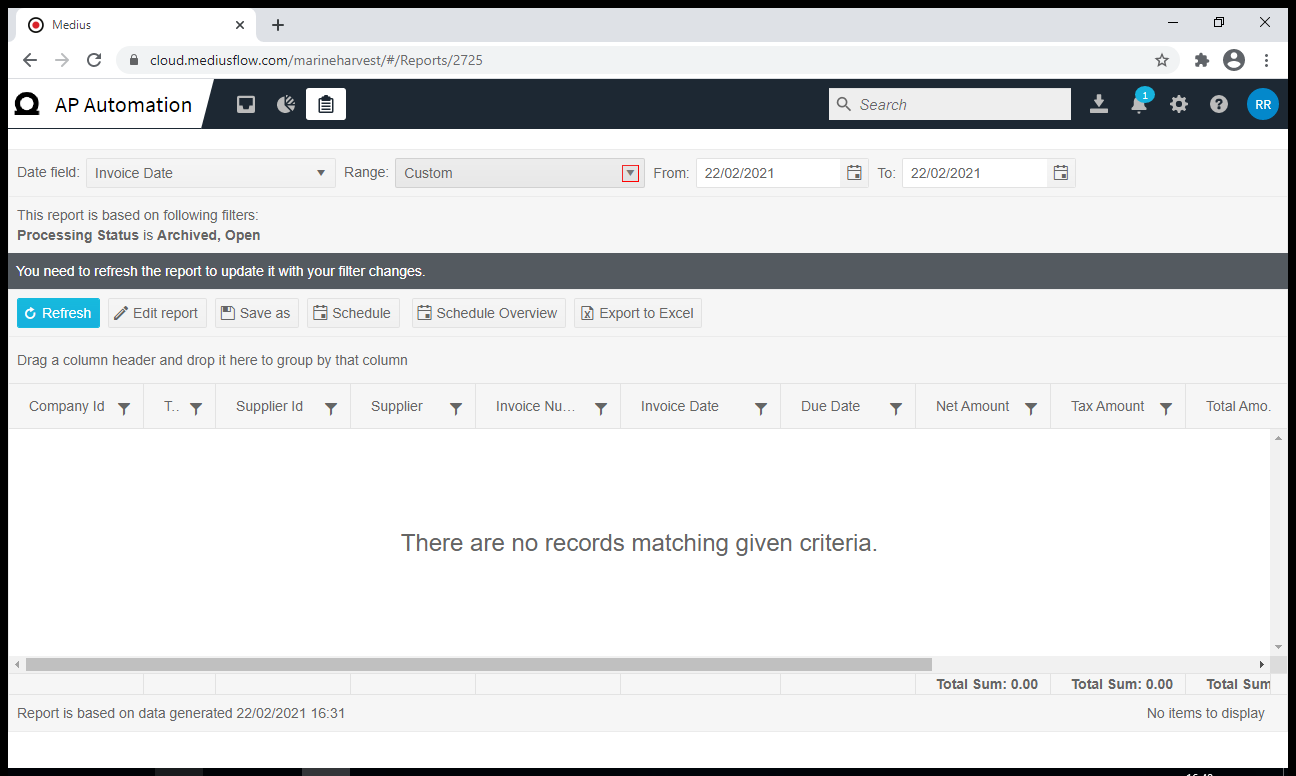 Medius
cloud.mediusflow.com/marineharvest/#/Reports/2725
AP Automation
Search
1
RR
Date field: Invoice Date Range: Custom From: 22/02/2021 To: 22/02/2021
This report is based on following filters:
Processing Status is Archived, Open
You need to refresh the report to update it with your filter changes.
Refresh Edit report Save as Schedule Schedule Overview Export to Excel
Drag a column header and drop it here to group by that column
Company Id T.. Supplier Id Supplier Invoice Nu... Invoice Date Due Date Net Amount Tax Amount Total Amo.
There are no records matching given criteria.
Total Sum: 0.00 Total Sum: 0.00 Total Sum
Report is based on data generated 22/02/2021 16:31 No items to display